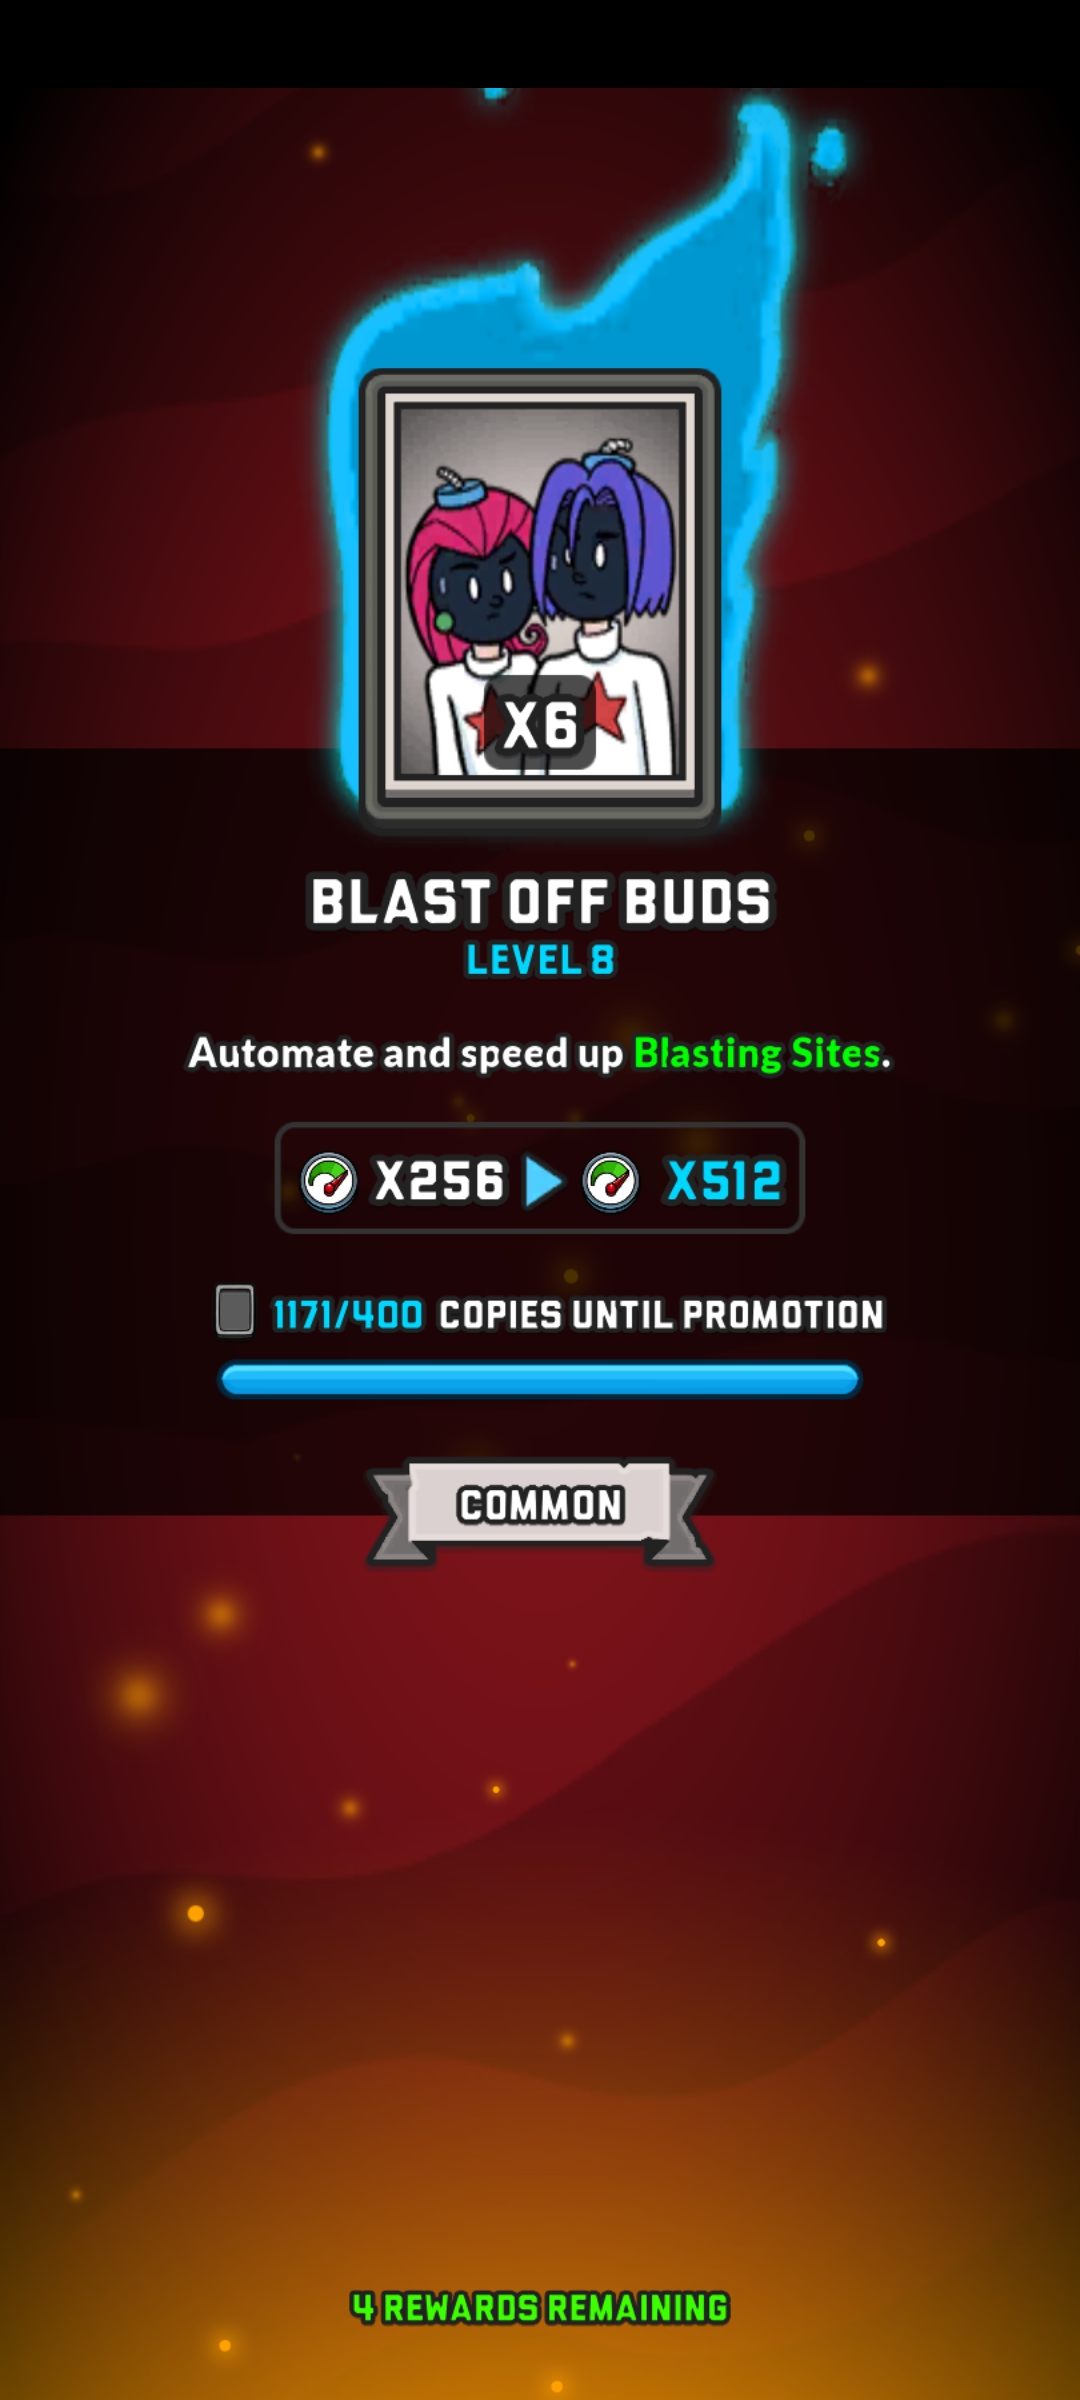 X6
BLAST OFF BUDS
LEVEL 8
Automate and speed up Blasting Sites.
X256 X512
1171/400 COPIES UNTIL PROMOTION
COMMON
4 REWARDS REMAINING